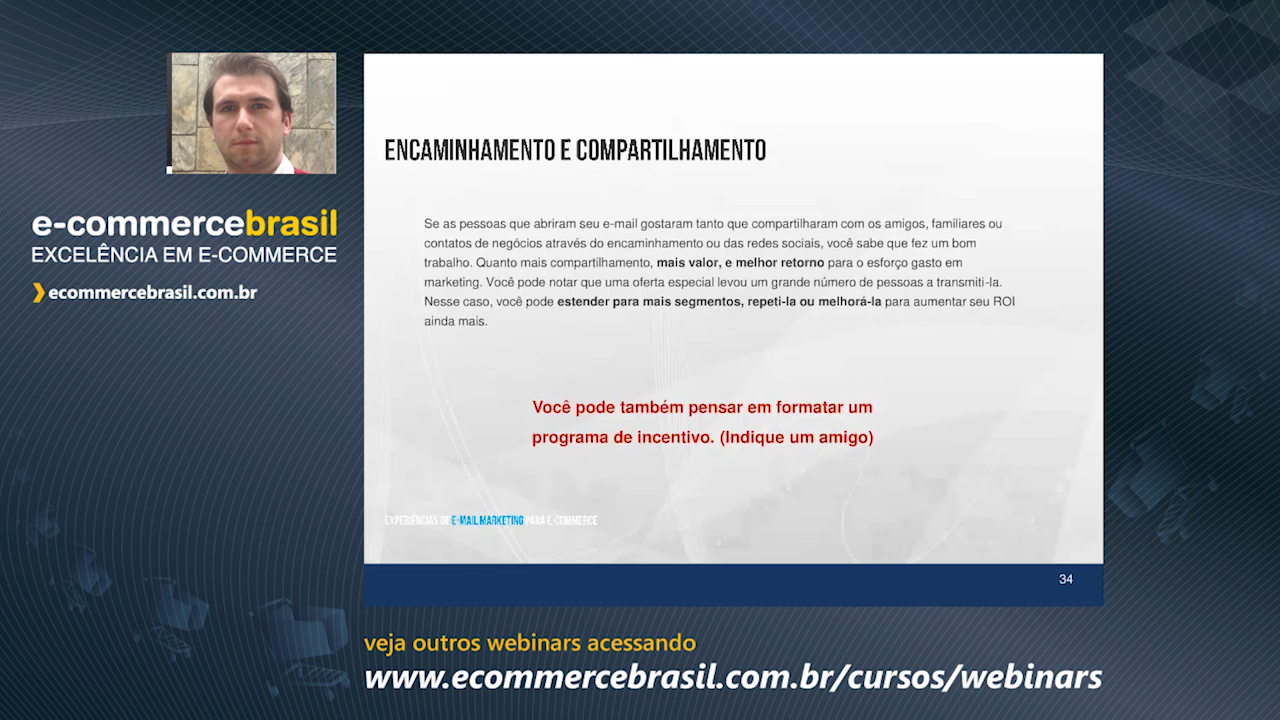 e-commercebrasil
EXCELÊNCIA EM E-COMMERCE
ecommercebrasil.com.br
ENCAMINHAMENTO E COMPARTILHAMENTO
Se as pessoas que abriram seu e-mail gostaram tanto que compartilharam com os amigos, familiares ou
contatos de negócios através do encaminhamento ou das redes sociais, você sabe que fez um bom
trabalho. Quanto mais compartilhamento, mais valor, e melhor retorno para o esforço gasto em
marketing. Você pode notar que uma oferta especial levou um grande número de pessoas a transmiti-la.
Nesse caso, você pode estender para mais segmentos, repeti-la ou melhorá-la para aumentar seu ROI
ainda mais.
Você pode também pensar em formatar um
programa de incentivo. (Indique um amigo)
EXPERIÊNCIAS DE E-MAIL MARKETING PARA E-COMMERCE
34
veja outros webinars acessando
www.ecommercebrasil.com.br/cursos/webinars